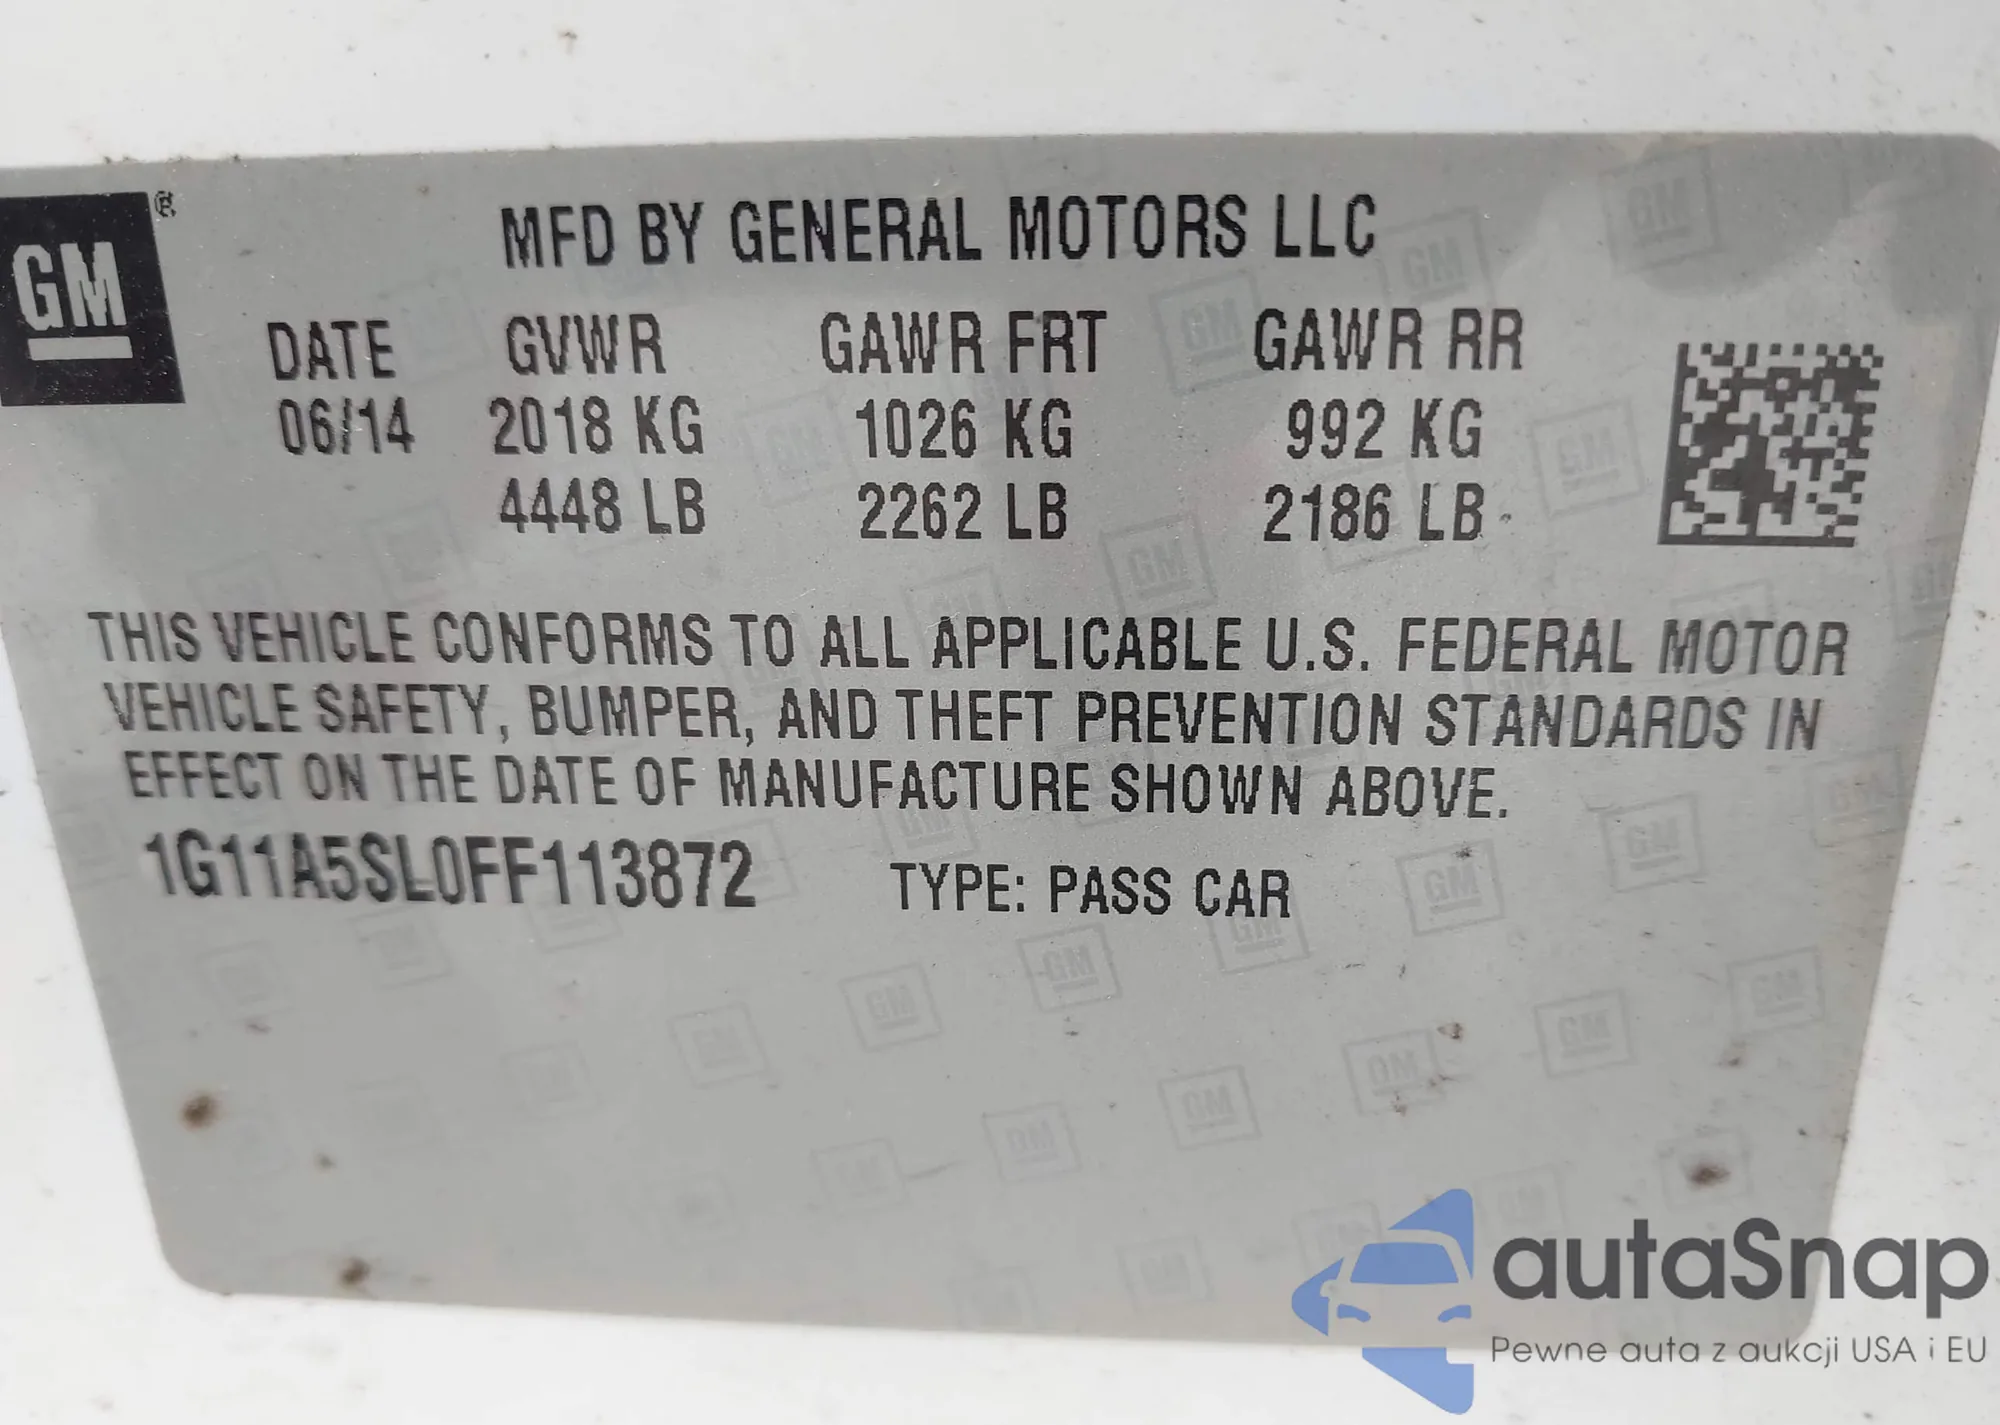 GM ®
MFD BY GENERAL MOTORS LLC
DATE GVWR GAWR FRT GAWR RR
06/14 2018 KG 1026 KG 992 KG
4448 LB 2262 LB 2186 LB
THIS VEHICLE CONFORMS TO ALL APPLICABLE U.S. FEDERAL MOTOR
VEHICLE SAFETY, BUMPER, AND THEFT PREVENTION STANDARDS IN
EFFECT ON THE DATE OF MANUFACTURE SHOWN ABOVE.
1G11A5SL0FF113872 TYPE: PASS CAR
autaSnap
Pewne auta z aukcji USA i EU